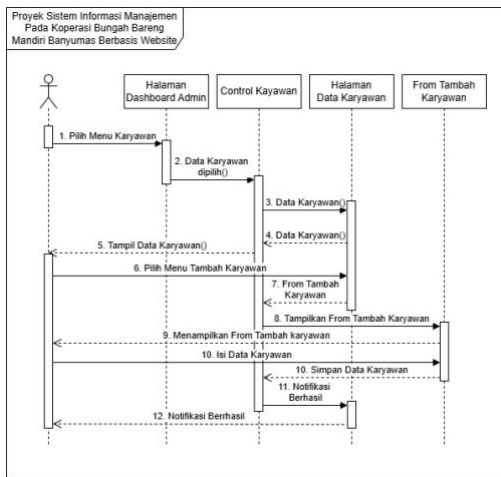 Proyek Sistem Informasi Manajemen
Pada Koperasi Bungah Bareng
Mandiri Banyumas Berbasis Website
Halaman
Dashboard Admin
Control Kayawan
Halaman
Data Karyawan
From Tambah
Karyawan
1. Pilih Menu Karyawan
2. Data Karyawan
dipilih()
3. Data Karyawan()
4. Data Karyawan()
5. Tampil Data Karyawan()
6. Pilih Menu Tambah Karyawan
7. From Tambah
Karyawan
8. Tampilkan From Tambah Karyawan
9. Menampilkan From Tambah karyawan
10. Isi Data Karyawan
10. Simpan Data Karyawan
11. Notifikasi
Berhasil
12. Notifikasi Berrhasil